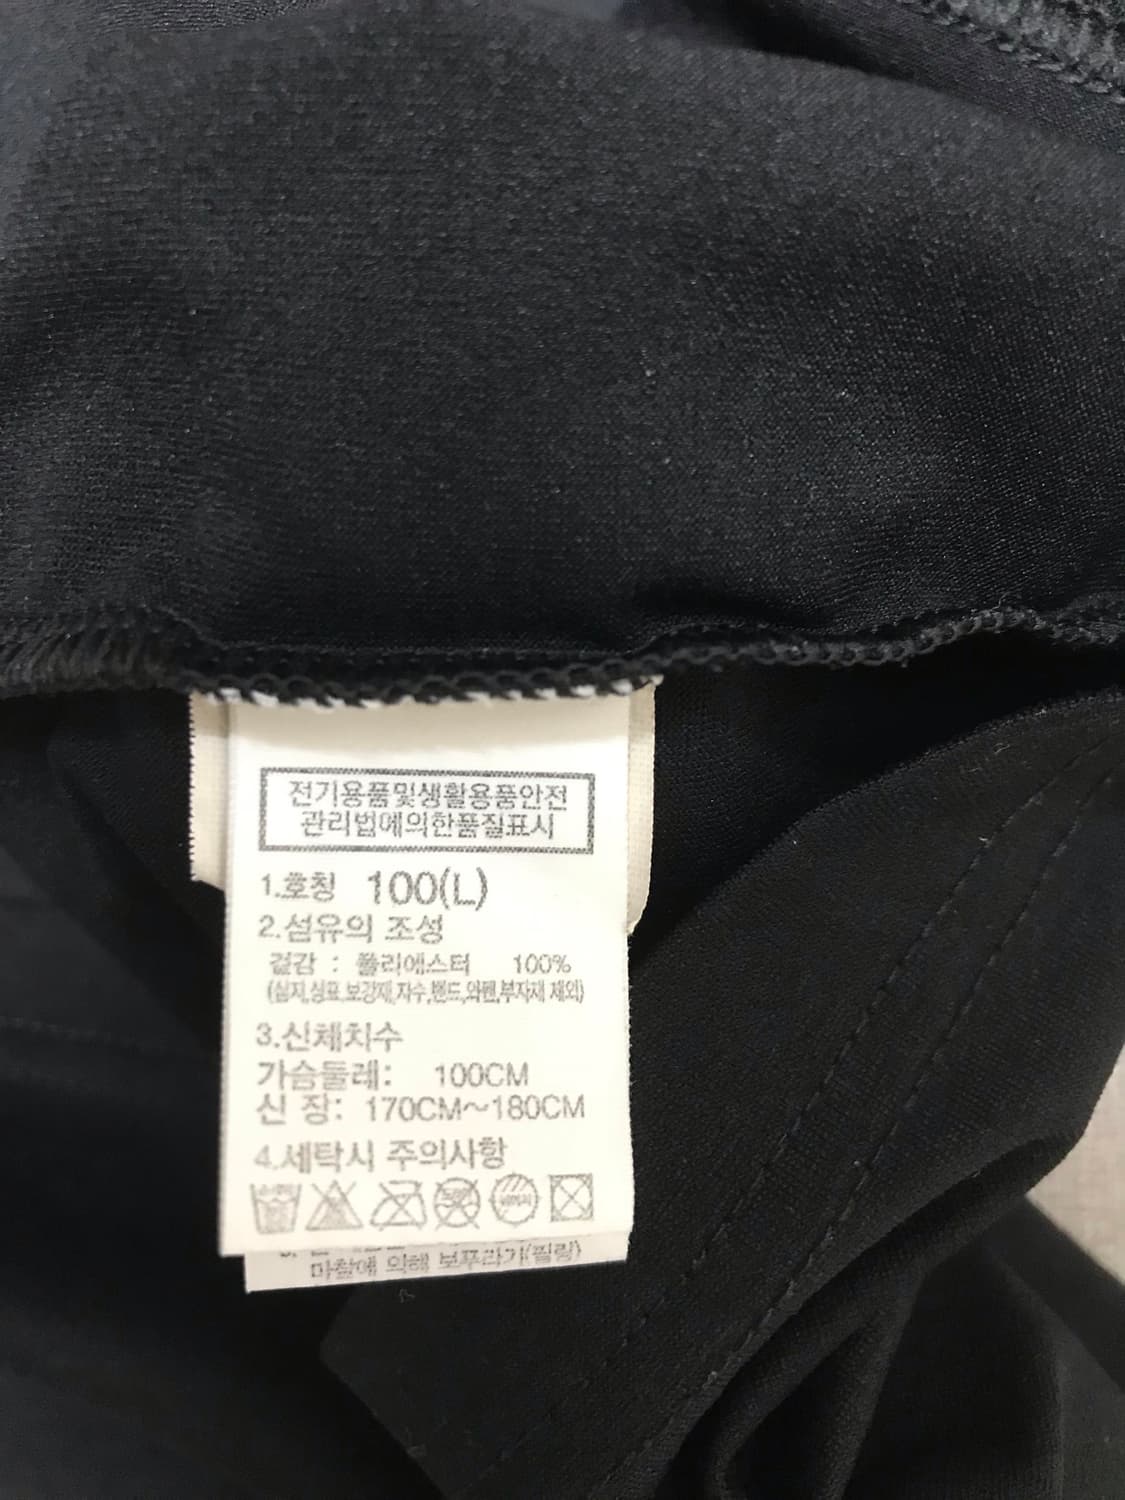 전기용품및생활용품안전
관리법에의한품질표시
1.호칭 100(L)
2.섬유의 조성
겉감 : 폴리에스터 100%
(심지,상표,보강제,자수,밴드,와펜,부자재 제외)
3.신체치수
가슴둘레: 100CM
신 장: 170CM~180CM
4.세탁시 주의사항
마찰에 의해 보푸라기(필링)